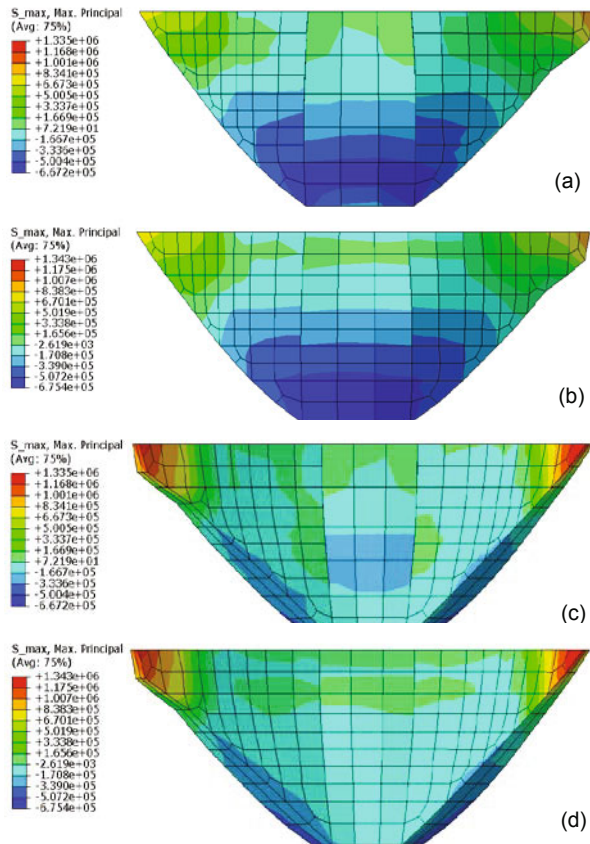 S_max, Max. Principal
(Avg: 75%)
+1.335e+06
+1.168e+06
+1.001e+06
+8.341e+05
+6.673e+05
+5.005e+05
+3.337e+05
+1.669e+05
+7.219e+01
-1.667e+05
-3.336e+05
-5.004e+05
-6.672e+05
(a)
S_max, Max. Principal
(Avg: 75%)
+1.343e+06
+1.175e+06
+1.007e+06
+8.383e+05
+6.701e+05
+5.019e+05
+3.338e+05
+1.656e+05
-2.619e+03
-1.708e+05
-3.390e+05
-5.072e+05
-6.754e+05
(b)
S_max, Max. Principal
(Avg: 75%)
+1.335e+06
+1.168e+06
+1.001e+06
+8.341e+05
+6.673e+05
+5.005e+05
+3.337e+05
+1.669e+05
+7.219e+01
-1.667e+05
-3.336e+05
-5.004e+05
-6.672e+05
(c)
S_max, Max. Principal
(Avg: 75%)
+1.343e+06
+1.175e+06
+1.007e+06
+8.383e+05
+6.701e+05
+5.019e+05
+3.338e+05
+1.656e+05
-2.619e+03
-1.708e+05
-3.390e+05
-5.072e+05
-6.754e+05
(d)